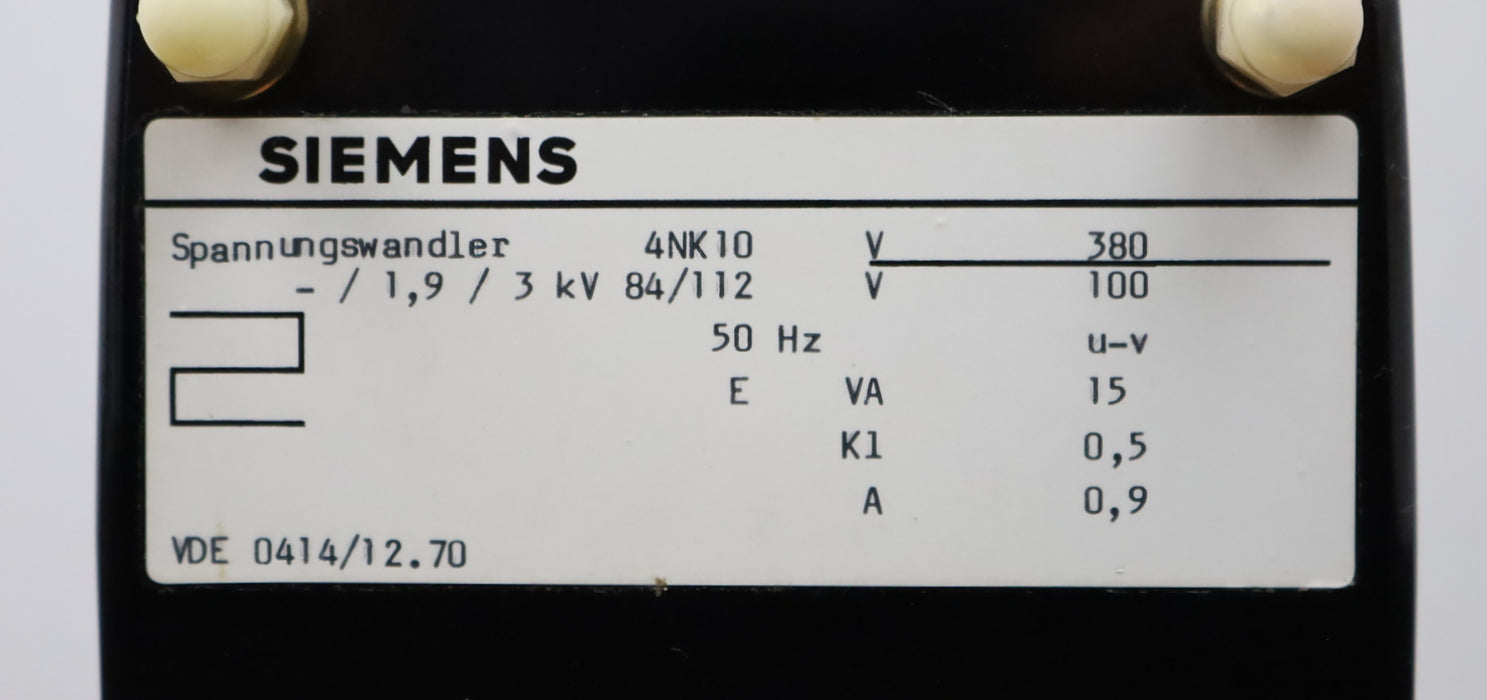 SIEMENS
Spannungswandler 4NK10 V 380
- / 1,9 / 3 kV 84/112 V 100
50 Hz u-v
E VA 15
Kl 0,5
A 0,9
VDE 0414/12.70